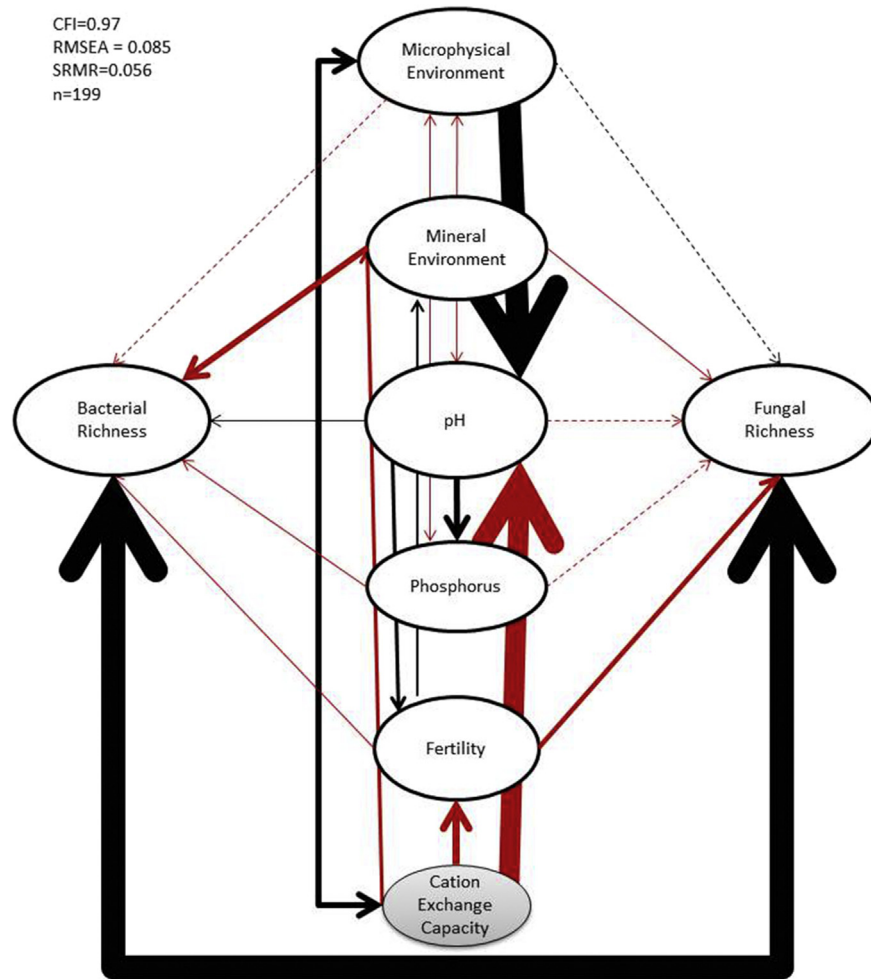 CFI=0.97
RMSEA = 0.085
SRMR=0.056
n=199
Microphysical
Environment
Mineral
Environment
Bacterial
Richness
pH
Fungal
Richness
Phosphorus
Fertility
Cation
Exchange
Capacity